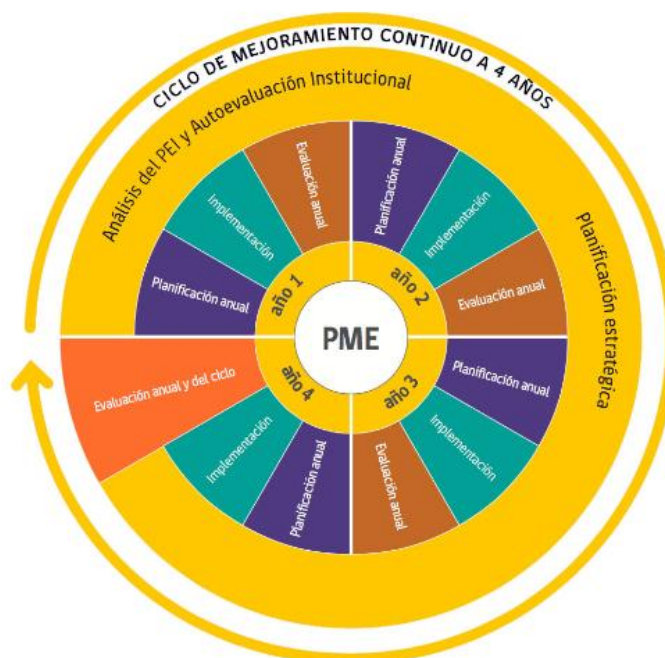 CICLO DE MEJORAMIENTO CONTINUO A 4 AÑOS
Análisis del PEI y Autoevaluación Institucional
Planificación estratégica
PME
año 1
Planificación anual
Implementación
Evaluación anual
año 2
Planificación anual
Implementación
Evaluación anual
año 3
Planificación anual
Implementación
Evaluación anual
año 4
Planificación anual
Implementación
Evaluación anual y del ciclo